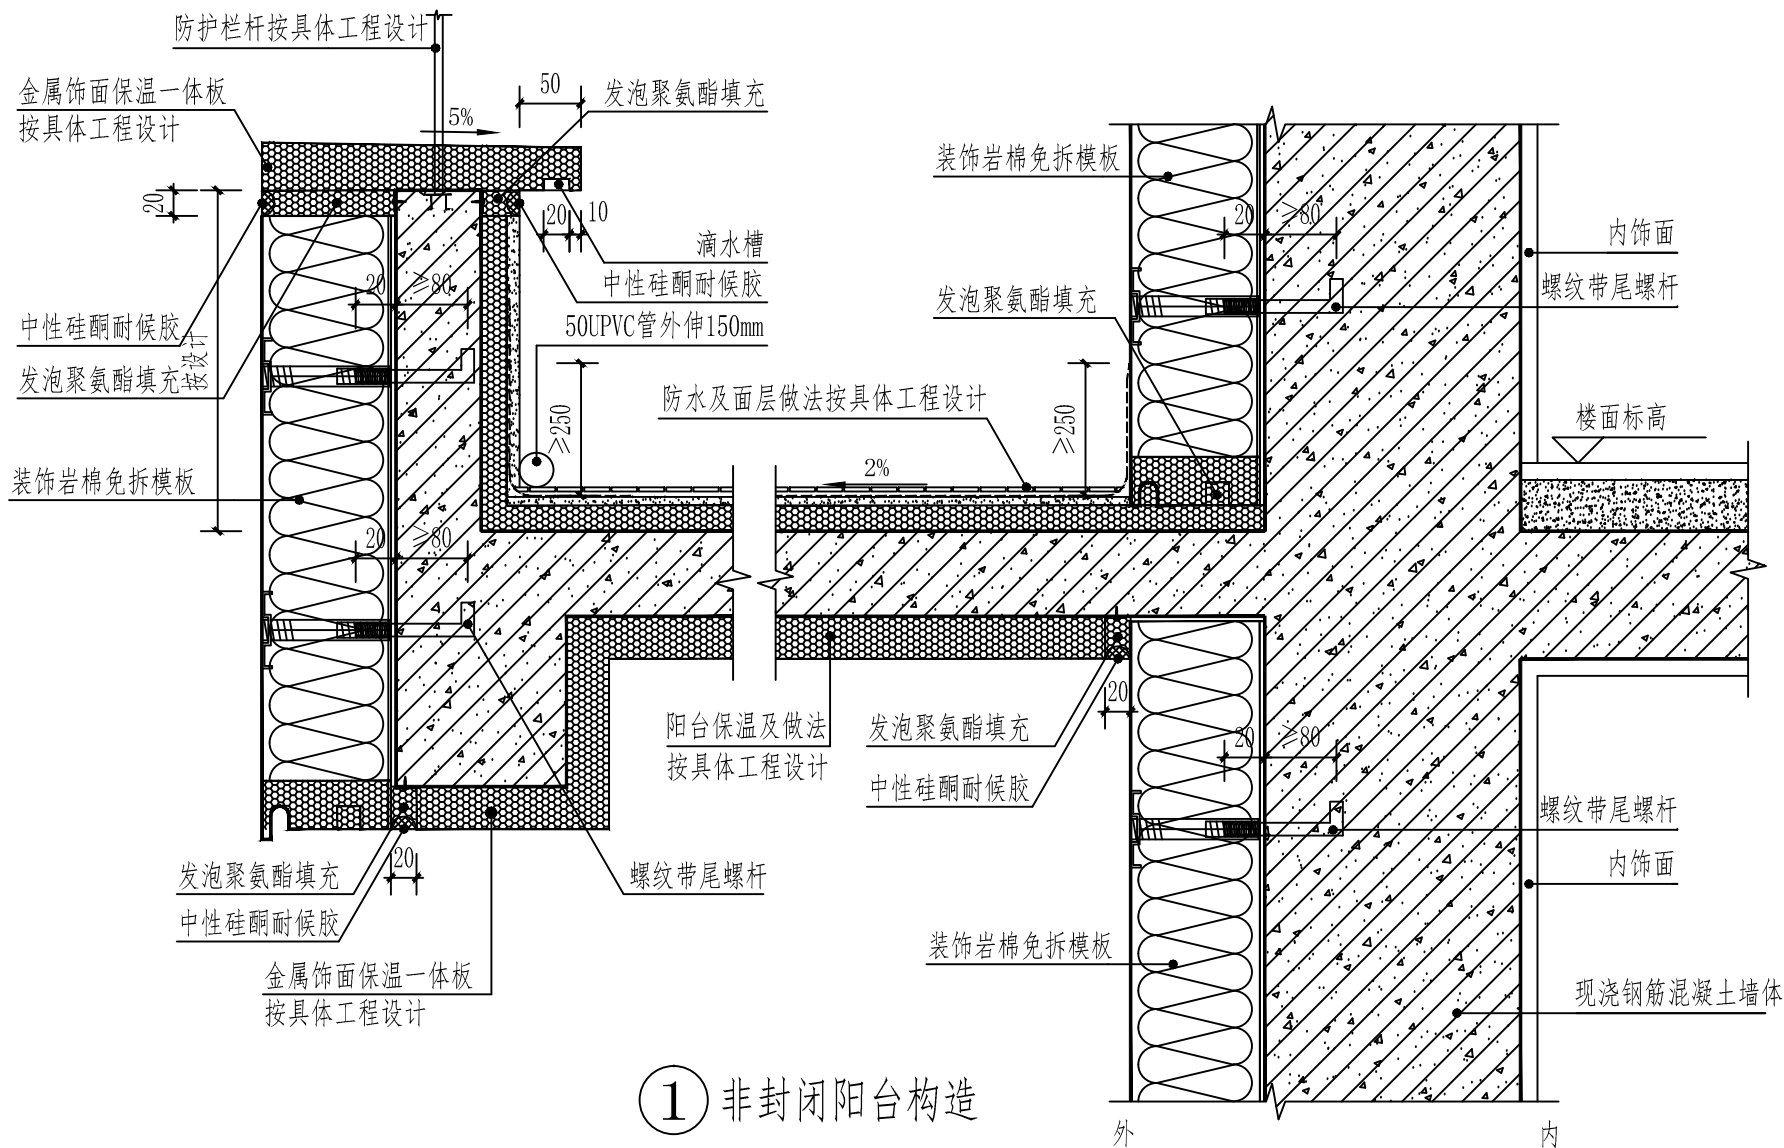 防护栏杆按具体工程设计
金属饰面保温一体板
按具体工程设计
5%
50
发泡聚氨酯填充
装饰岩棉免拆模板
20
20
10
滴水槽
中性硅酮耐候胶
50UPVC管外伸150mm
20
≥80
内饰面
螺纹带尾螺杆
发泡聚氨酯填充
20
≥80
中性硅酮耐候胶
发泡聚氨酯填充
按设计
≥250
防水及面层做法按具体工程设计
≥250
楼面标高
2%
装饰岩棉免拆模板
20
≥80
20
阳台保温及做法
按具体工程设计
发泡聚氨酯填充
中性硅酮耐候胶
20
≥80
螺纹带尾螺杆
内饰面
20
发泡聚氨酯填充
中性硅酮耐候胶
螺纹带尾螺杆
金属饰面保温一体板
按具体工程设计
装饰岩棉免拆模板
现浇钢筋混凝土墙体
1 非封闭阳台构造
外
内